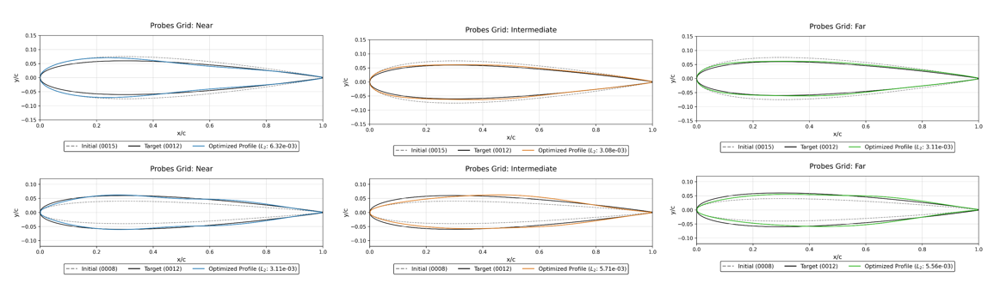 Probes Grid: Near
0.15
0.10
0.05
0.00
−0.05
−0.10
−0.15
y/c
0.0 0.2 0.4 0.6 0.8 1.0
x/c
Initial (0015) Target (0012) Optimized Profile (L2: 6.32e-03)
Probes Grid: Intermediate
0.15
0.10
0.05
0.00
−0.05
−0.10
−0.15
y/c
0.0 0.2 0.4 0.6 0.8 1.0
x/c
Initial (0015) Target (0012) Optimized Profile (L2: 3.08e-03)
Probes Grid: Far
0.15
0.10
0.05
0.00
−0.05
−0.10
−0.15
y/c
0.0 0.2 0.4 0.6 0.8 1.0
x/c
Initial (0015) Target (0012) Optimized Profile (L2: 3.11e-03)
Probes Grid: Near
0.10
0.05
0.00
−0.05
−0.10
y/c
0.0 0.2 0.4 0.6 0.8 1.0
x/c
Initial (0008) Target (0012) Optimized Profile (L2: 3.11e-03)
Probes Grid: Intermediate
0.10
0.05
0.00
−0.05
−0.10
y/c
0.0 0.2 0.4 0.6 0.8 1.0
x/c
Initial (0008) Target (0012) Optimized Profile (L2: 5.71e-03)
Probes Grid: Far
0.10
0.05
0.00
−0.05
−0.10
y/c
0.0 0.2 0.4 0.6 0.8 1.0
x/c
Initial (0008) Target (0012) Optimized Profile (L2: 5.56e-03)